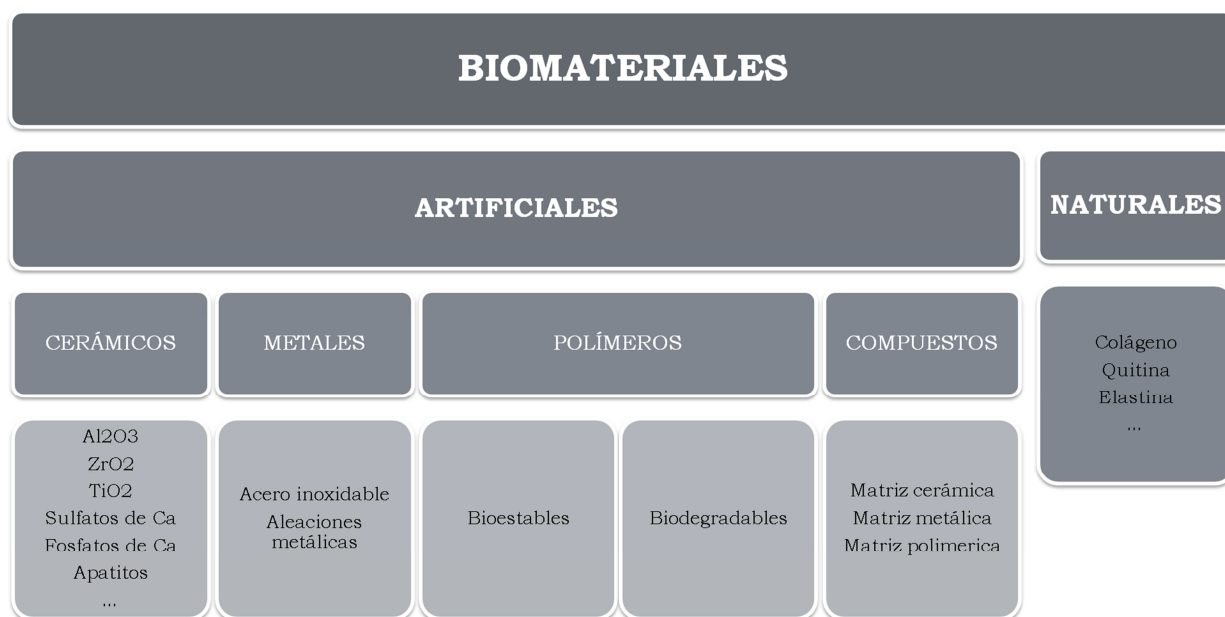 BIOMATERIALES
ARTIFICIALES
NATURALES
CERÁMICOS
METALES
POLÍMEROS
COMPUESTOS
Colágeno
Quitina
Elastina
...
Al2O3
ZrO2
TiO2
Sulfatos de Ca
Fosfatos de Ca
Apatitos
...
Acero inoxidable
Aleaciones
metálicas
Bioestables
Biodegradables
Matriz cerámica
Matriz metálica
Matriz polimerica